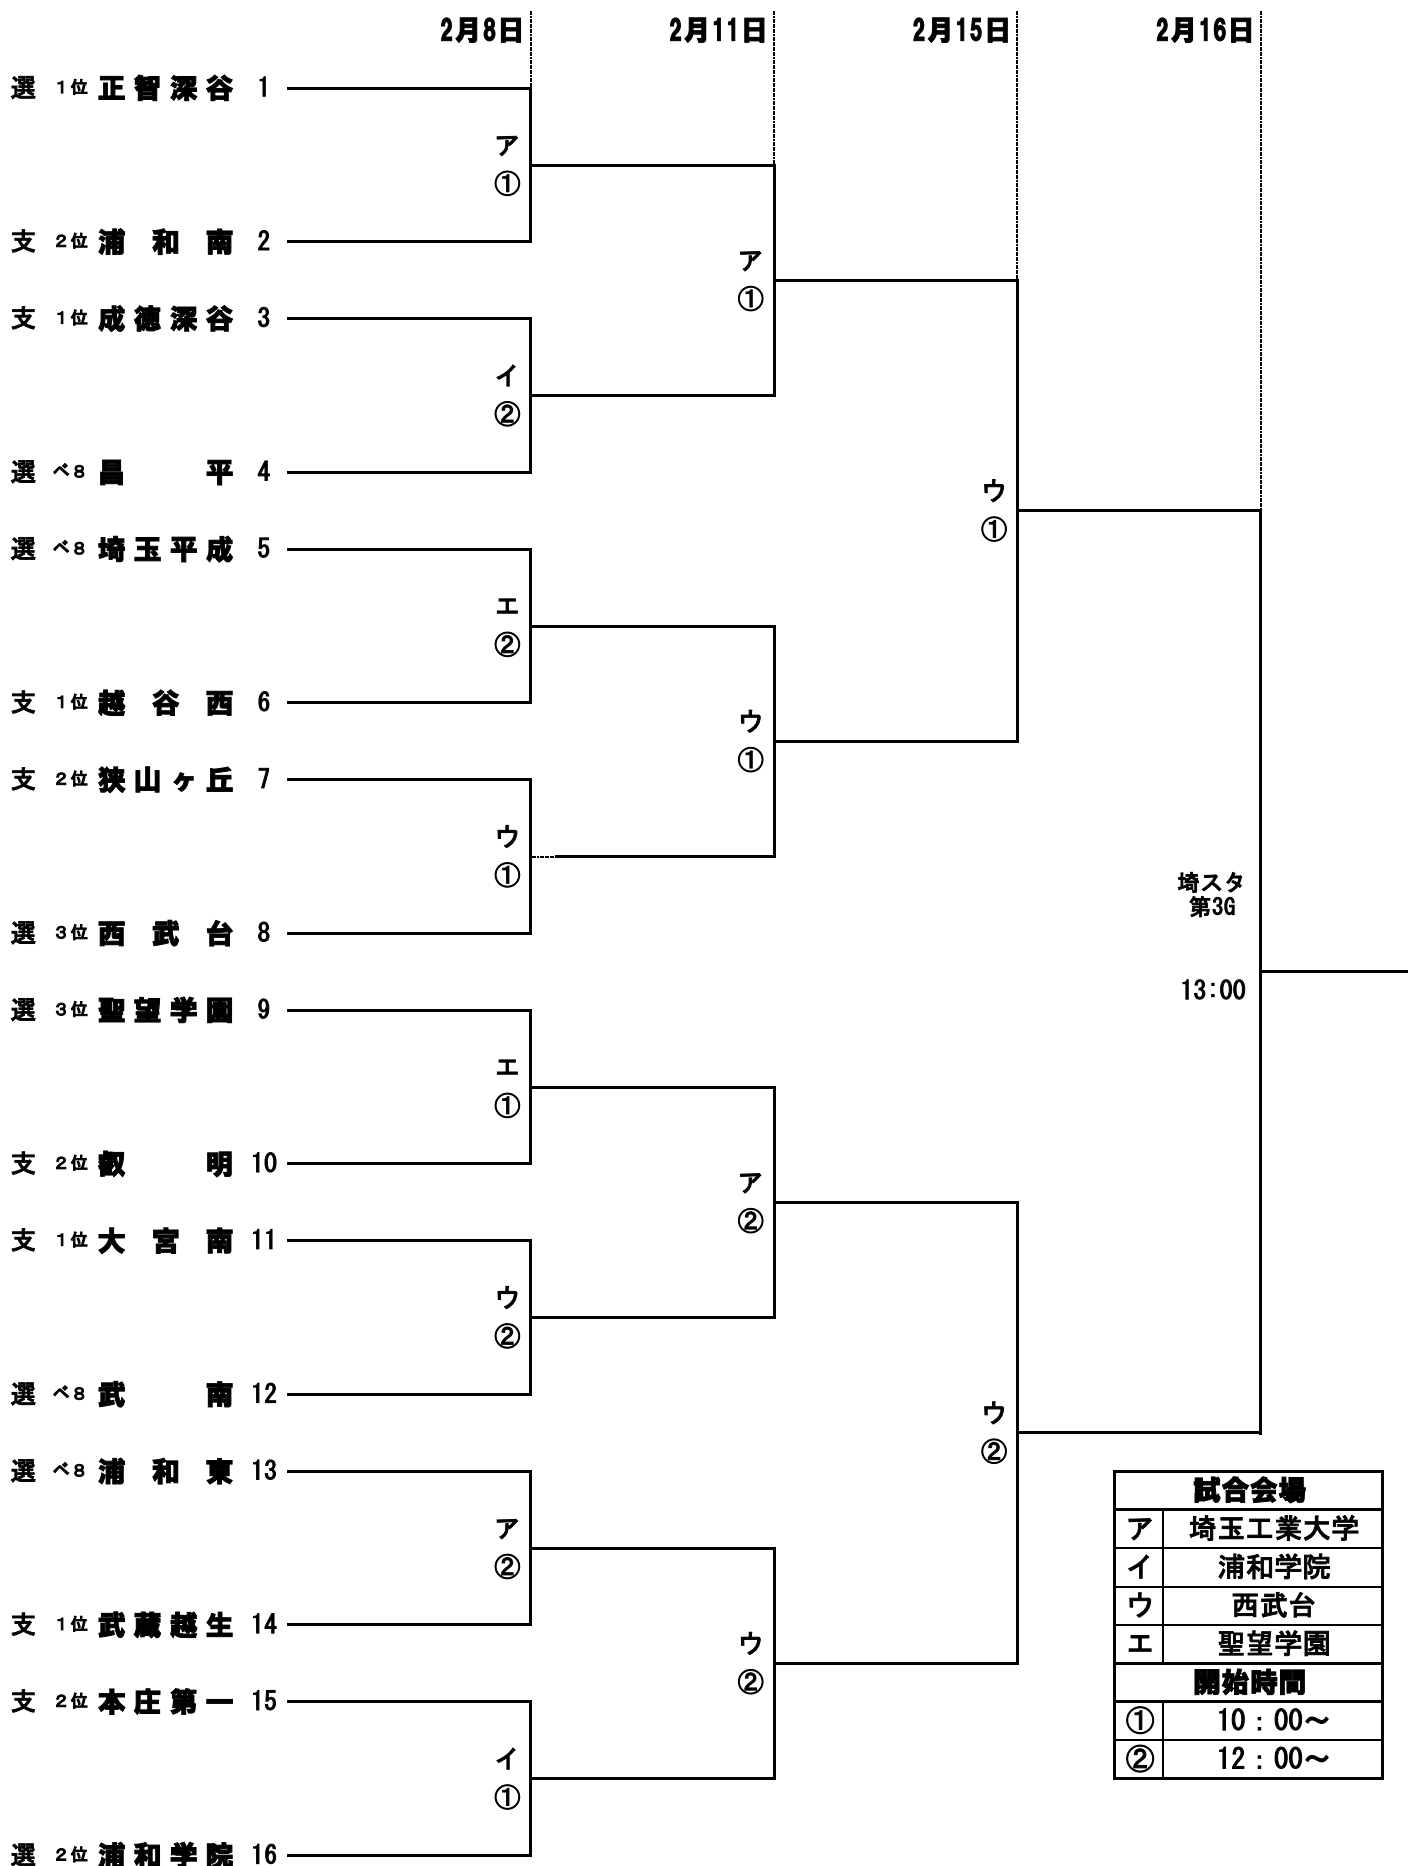 2月8日 2月11日 2月15日 2月16日
選 1位 正智深谷 1
ア
①
支 2位 浦和南 2
ア
①
支 1位 成徳深谷 3
イ
②
選 ベ8 昌平 4
ウ
①
選 ベ8 埼玉平成 5
エ
②
支 1位 越谷西 6
ウ
①
支 2位 狭山ヶ丘 7
ウ
①
選 3位 西武台 8
埼スタ
第3G
13:00
選 3位 聖望学園 9
エ
①
支 2位 叡明 10
ア
②
支 1位 大宮南 11
ウ
②
選 ベ8 武南 12
ウ
②
選 ベ8 浦和東 13
ア
②
支 1位 武蔵越生 14
ウ
②
支 2位 本庄第一 15
イ
①
選 2位 浦和学院 16
試合会場
ア 埼玉工業大学
イ 浦和学院
ウ 西武台
エ 聖望学園
開始時間
① 10：00～
② 12：00～